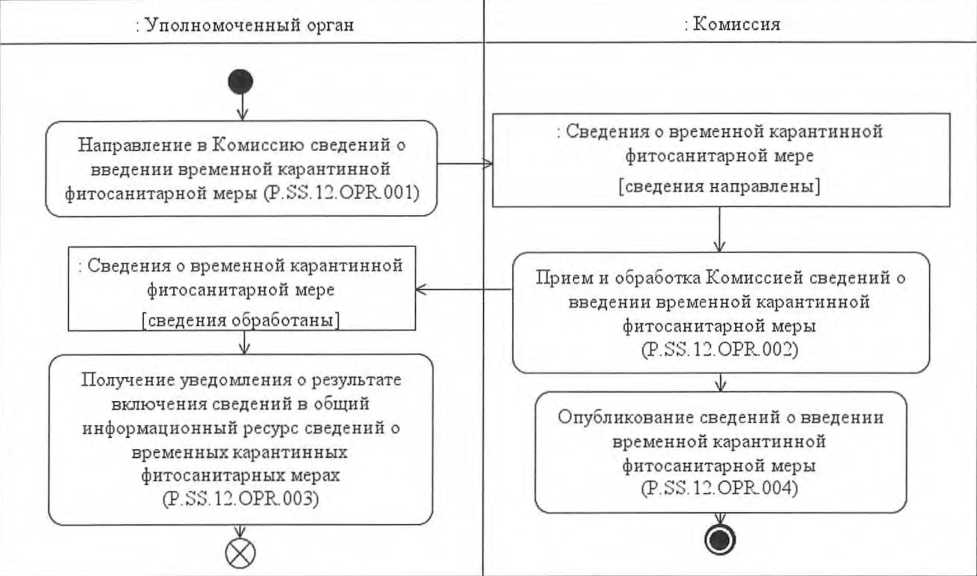 : Уполномоченный орган
: Комиссия
Направление в Комиссию сведений о
введении временной карантинной
фитосанитарной меры (P.SS.12.OPR.001)
: Сведения о временной карантинной
фитосанитарной мере
[сведения направлены]
Прием и обработка Комиссией сведений о
введении временной карантинной
фитосанитарной меры
(P.SS.12.OPR.002)
: Сведения о временной карантинной
фитосанитарной мере
[сведения обработаны]
Получение уведомления о результате
включения сведений в общий
информационный ресурс сведений о
временных карантинных
фитосанитарных мерах
(P.SS.12.OPR.003)
Опубликование сведений о введении
временной карантинной
фитосанитарной меры
(P.SS.12.OPR.004)